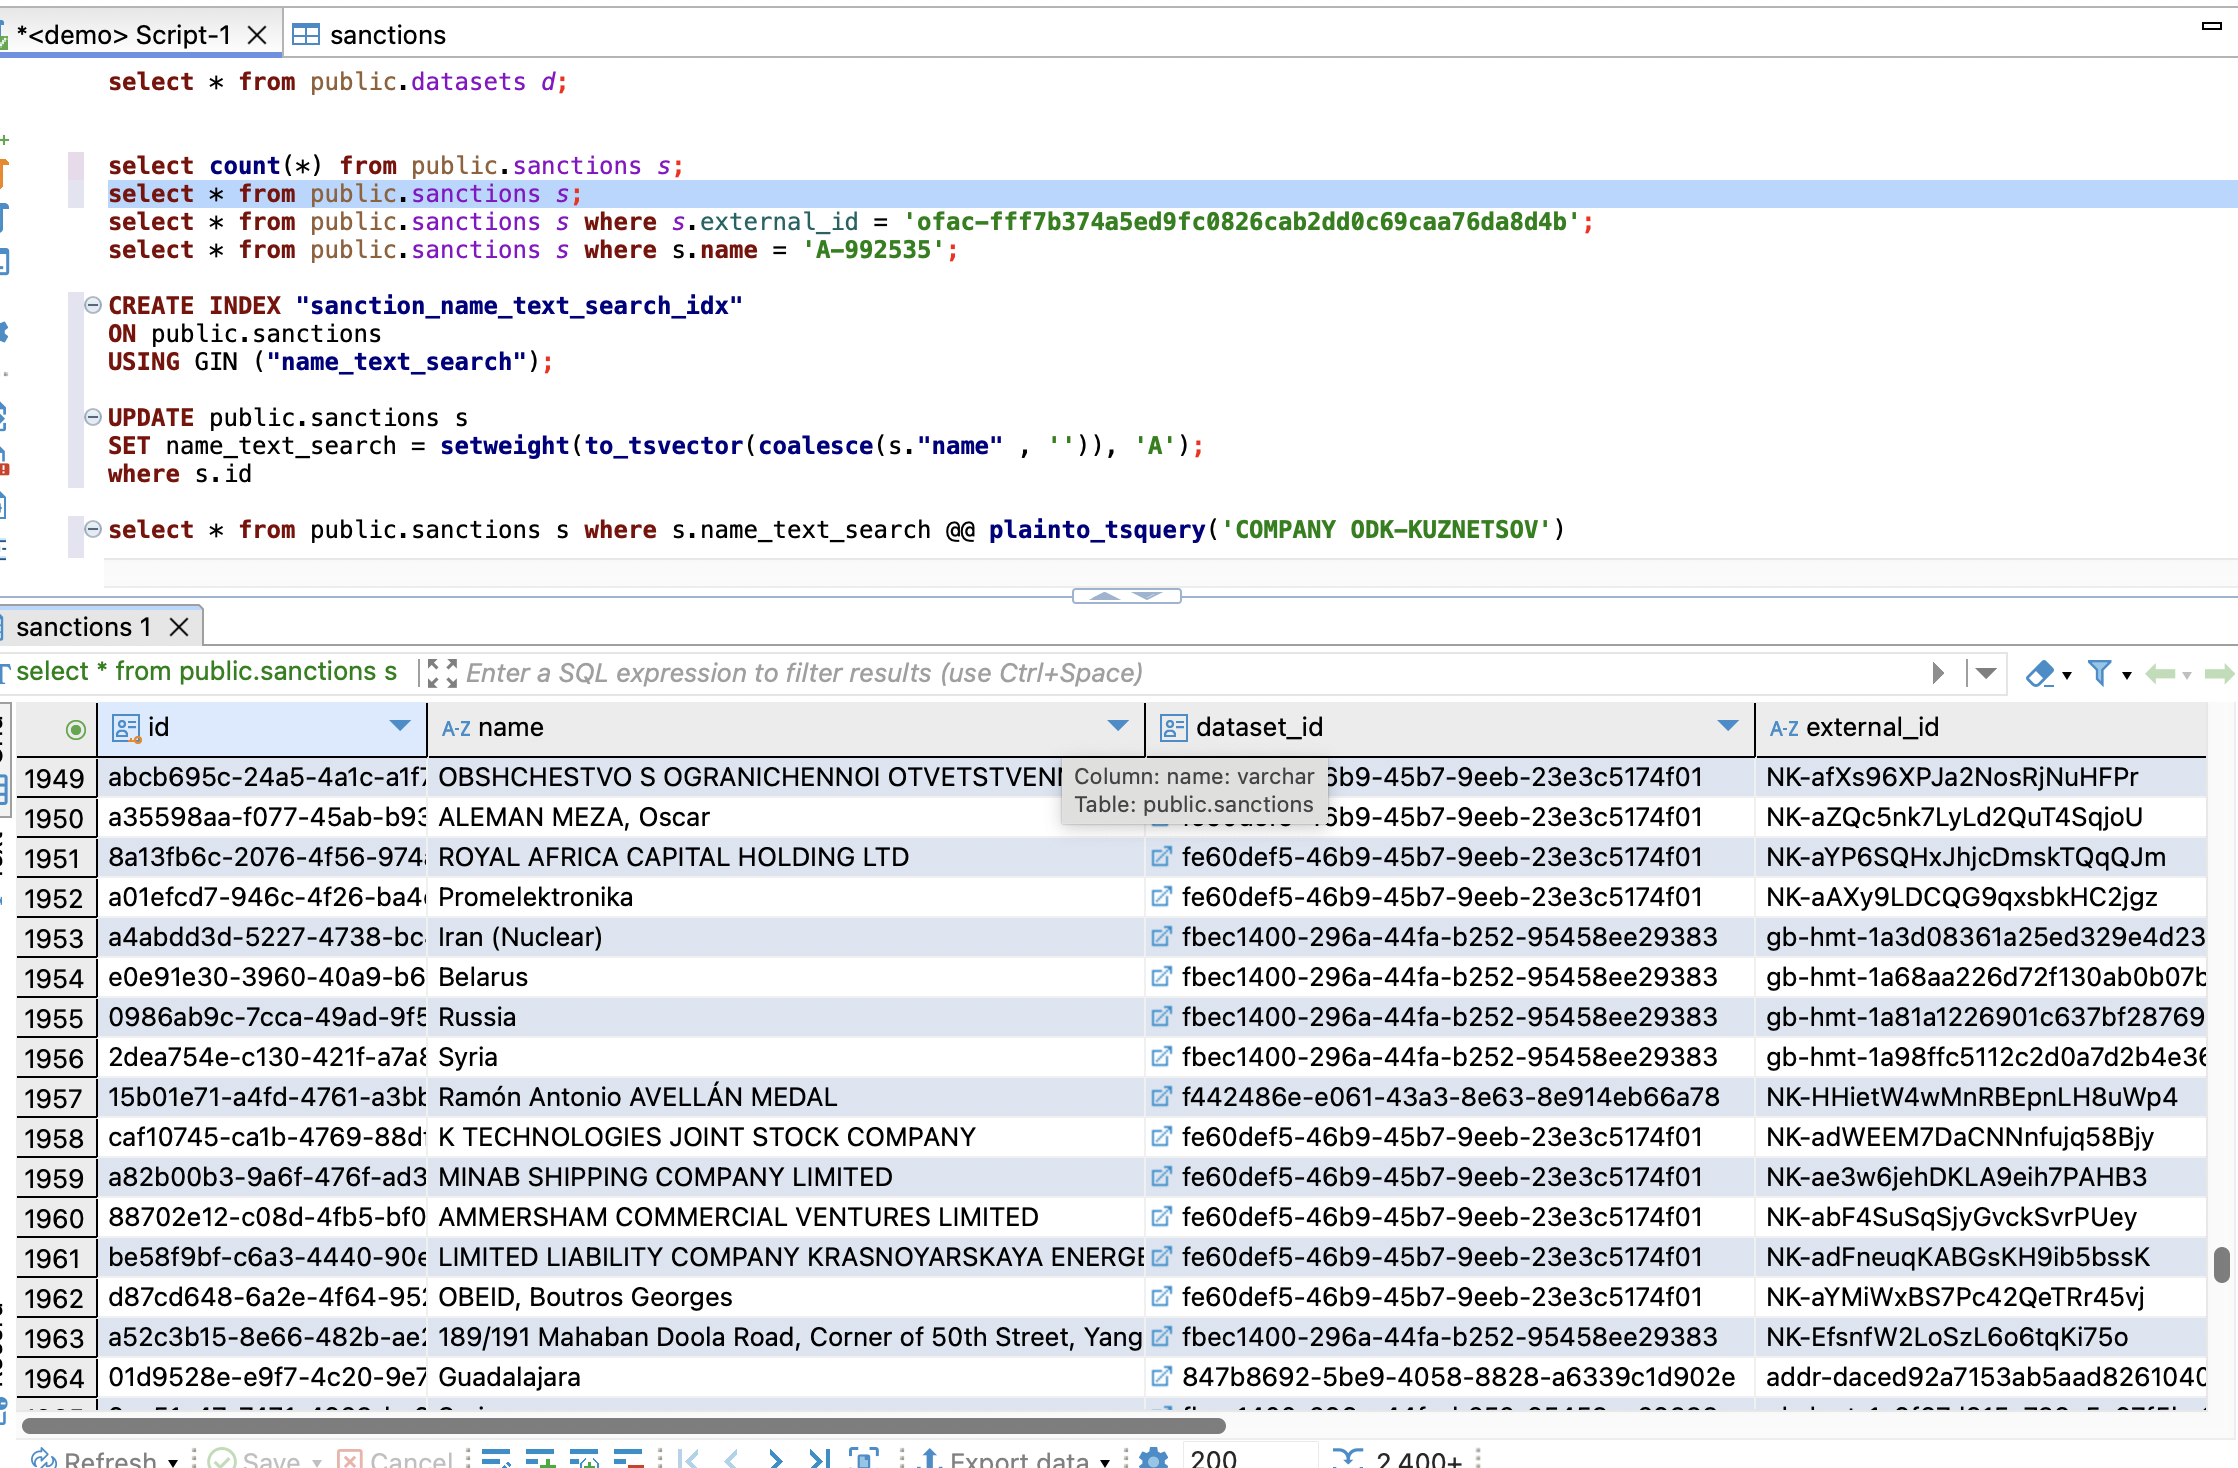 *<demo> Script-1
sanctions
select * from public.datasets d;
select count(*) from public.sanctions s;
select * from public.sanctions s;
select * from public.sanctions s where s.external_id = 'ofac-fff7b374a5ed9fc0826cab2dd0c69caa76da8d4b';
select * from public.sanctions s where s.name = 'A-992535';
CREATE INDEX "sanction_name_text_search_idx"
ON public.sanctions
USING GIN ("name_text_search");
UPDATE public.sanctions s
SET name_text_search = setweight(to_tsvector(coalesce(s."name" , '')), 'A');
where s.id
select * from public.sanctions s where s.name_text_search @@ plainto_tsquery('COMPANY ODK-KUZNETSOV')
sanctions 1
select * from public.sanctions s
Enter a SQL expression to filter results (use Ctrl+Space)
id A-Z name dataset_id A-Z external_id
1949 abcb695c-24a5-4a1c-a1f7 OBSHCHESTVO S OGRANICHENNOI OTVETSTVENN 6b9-45b7-9eeb-23e3c5174f01 NK-afXs96XPJa2NosRjNuHFPr
Column: name: varchar
Table: public.sanctions
1950 a35598aa-f077-45ab-b93 ALEMAN MEZA, Oscar 6b9-45b7-9eeb-23e3c5174f01 NK-aZQc5nk7LyLd2QuT4SqjoU
1951 8a13fb6c-2076-4f56-974 ROYAL AFRICA CAPITAL HOLDING LTD fe60def5-46b9-45b7-9eeb-23e3c5174f01 NK-aYP6SQHxJhjcDmskTQqQJm
1952 a01efcd7-946c-4f26-ba4 Promelektronika fe60def5-46b9-45b7-9eeb-23e3c5174f01 NK-aAXy9LDCQG9qxsbkHC2jgz
1953 a4abdd3d-5227-4738-bc Iran (Nuclear) fbec1400-296a-44fa-b252-95458ee29383 gb-hmt-1a3d08361a25ed329e4d23
1954 e0e91e30-3960-40a9-b6 Belarus fbec1400-296a-44fa-b252-95458ee29383 gb-hmt-1a68aa226d72f130ab0b07b
1955 0986ab9c-7cca-49ad-9f5 Russia fbec1400-296a-44fa-b252-95458ee29383 gb-hmt-1a81a1226901c637bf28769
1956 2dea754e-c130-421f-a7a8 Syria fbec1400-296a-44fa-b252-95458ee29383 gb-hmt-1a98ffc5112c2d0a7d2b4e36
1957 15b01e71-a4fd-4761-a3bb Ramón Antonio AVELLÁN MEDAL f442486e-e061-43a3-8e63-8e914eb66a78 NK-HHietW4wMnRBEpnLH8uWp4
1958 caf10745-ca1b-4769-88d K TECHNOLOGIES JOINT STOCK COMPANY fe60def5-46b9-45b7-9eeb-23e3c5174f01 NK-adWEEM7DaCNNnfujq58Bjy
1959 a82b00b3-9a6f-476f-ad3 MINAB SHIPPING COMPANY LIMITED fe60def5-46b9-45b7-9eeb-23e3c5174f01 NK-ae3w6jehDKLA9eih7PAHB3
1960 88702e12-c08d-4fb5-bf0 AMMERSHAM COMMERCIAL VENTURES LIMITED fe60def5-46b9-45b7-9eeb-23e3c5174f01 NK-abF4SuSqSjyGvckSvrPUey
1961 be58f9bf-c6a3-4440-90e LIMITED LIABILITY COMPANY KRASNOYARSKAYA ENERGE fe60def5-46b9-45b7-9eeb-23e3c5174f01 NK-adFneuqKABGsKH9ib5bssK
1962 d87cd648-6a2e-4f64-952 OBEID, Boutros Georges fe60def5-46b9-45b7-9eeb-23e3c5174f01 NK-aYMiWxBS7Pc42QeTRr45vj
1963 a52c3b15-8e66-482b-ae2 189/191 Mahaban Doola Road, Corner of 50th Street, Yang fbec1400-296a-44fa-b252-95458ee29383 NK-EfsnfW2LoSzL6o6tqKi75o
1964 01d9528e-e9f7-4c20-9e7 Guadalajara 847b8692-5be9-4058-8828-a6339c1d902e addr-daced92a7153ab5aad8261040
Refresh Save Cancel Export data 200 2,400+